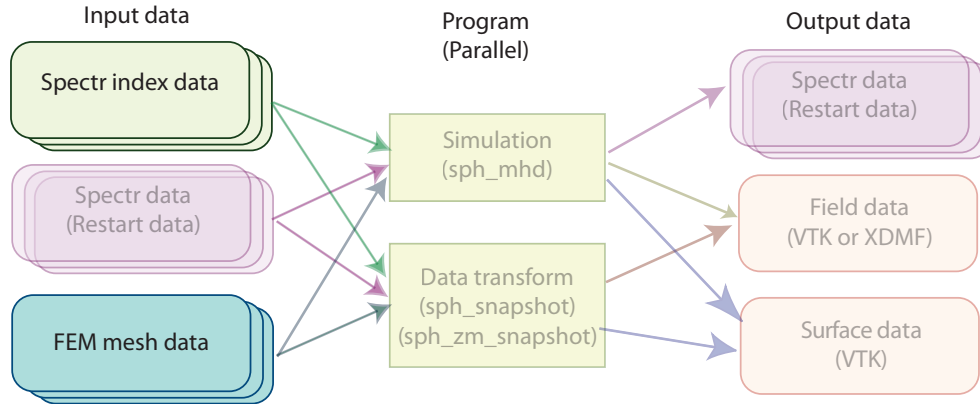 Input data
Program
(Parallel)
Output data
Spectr index data
Spectr data
(Restart data)
FEM mesh data
Simulation
(sph_mhd)
Data transform
(sph_snapshot)
(sph_zm_snapshot)
Spectr data
(Restart data)
Field data
(VTK or XDMF)
Surface data
(VTK)